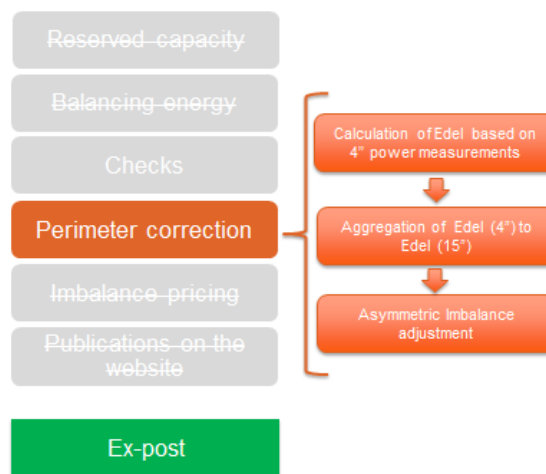 Reserved capacity
Balancing energy
Checks
Perimeter correction
Imbalance pricing
Publications on the
website
Ex-post
Calculation of Edel based on
4" power measurements
Aggregation of Edel (4") to
Edel (15")
Asymmetric Imbalance
adjustment